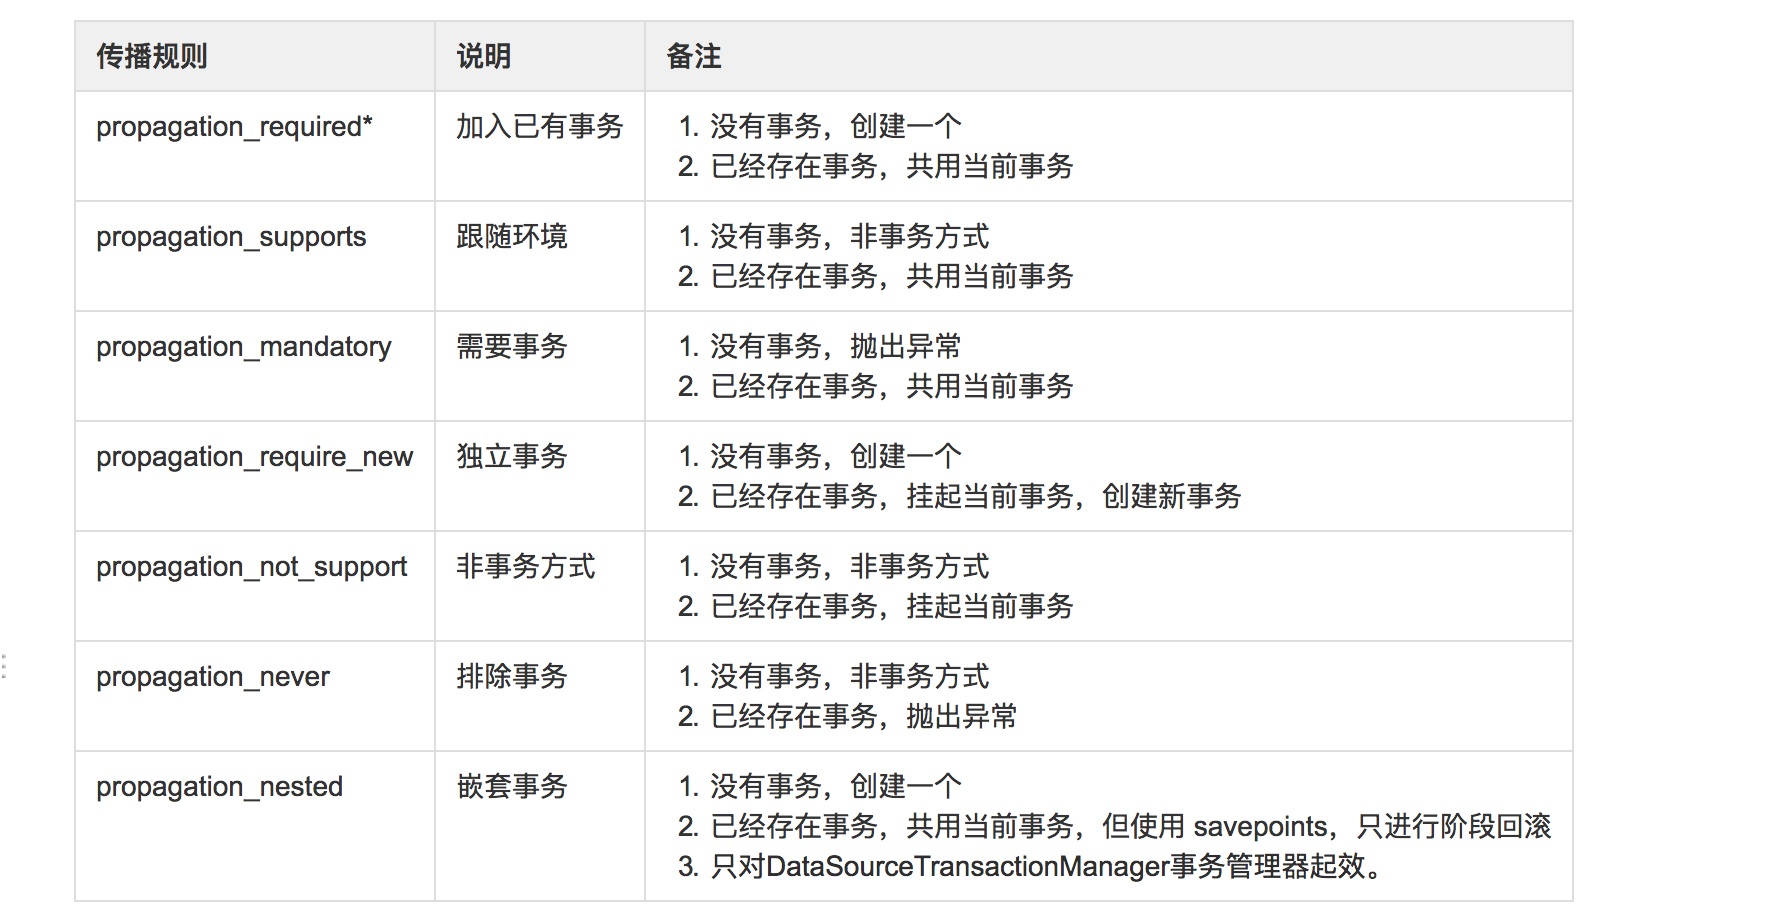 传播规则 说明 备注
propagation_required* 加入已有事务 1. 没有事务，创建一个
2. 已经存在事务，共用当前事务
propagation_supports 跟随环境 1. 没有事务，非事务方式
2. 已经存在事务，共用当前事务
propagation_mandatory 需要事务 1. 没有事务，抛出异常
2. 已经存在事务，共用当前事务
propagation_require_new 独立事务 1. 没有事务，创建一个
2. 已经存在事务，挂起当前事务，创建新事务
propagation_not_support 非事务方式 1. 没有事务，非事务方式
2. 已经存在事务，挂起当前事务
propagation_never 排除事务 1. 没有事务，非事务方式
2. 已经存在事务，抛出异常
propagation_nested 嵌套事务 1. 没有事务，创建一个
2. 已经存在事务，共用当前事务，但使用 savepoints，只进行阶段回滚
3. 只对DataSourceTransactionManager事务管理器起效。